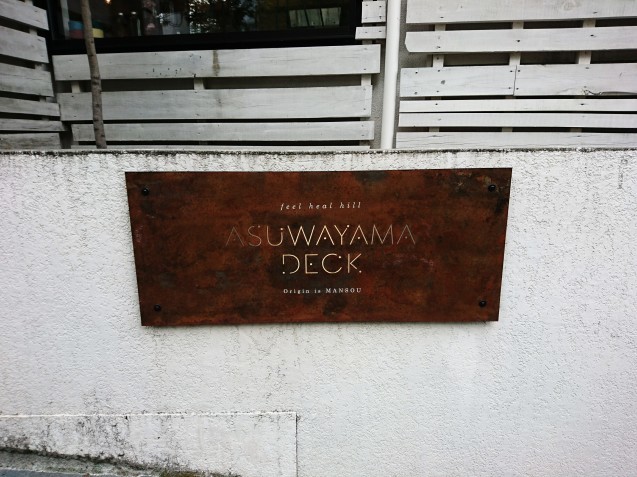 feel heal hill
ASUWAYAMA
DECK
Origin is MANSOU